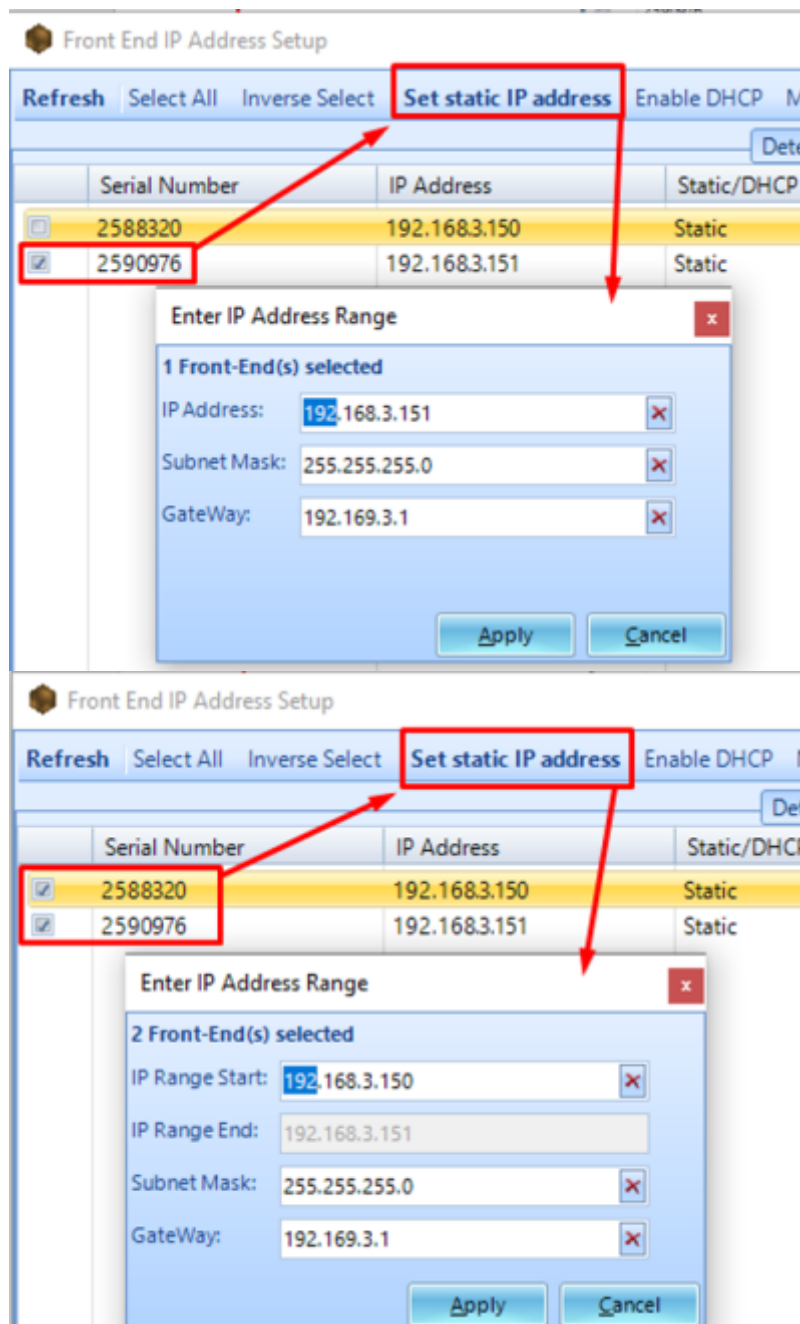 Front End IP Address Setup
Refresh Select All Inverse Select Set static IP address Enable DHCP
Serial Number IP Address Static/DHCP
2588320 192.168.3.150 Static
2590976 192.168.3.151 Static
Enter IP Address Range
x
1 Front-End(s) selected
IP Address: 192.168.3.151
Subnet Mask: 255.255.255.0
GateWay: 192.169.3.1
Apply Cancel
Front End IP Address Setup
Refresh Select All Inverse Select Set static IP address Enable DHCP
Serial Number IP Address Static/DHCP
2588320 192.168.3.150 Static
2590976 192.168.3.151 Static
Enter IP Address Range
x
2 Front-End(s) selected
IP Range Start: 192.168.3.150
IP Range End: 192.168.3.151
Subnet Mask: 255.255.255.0
GateWay: 192.169.3.1
Apply Cancel